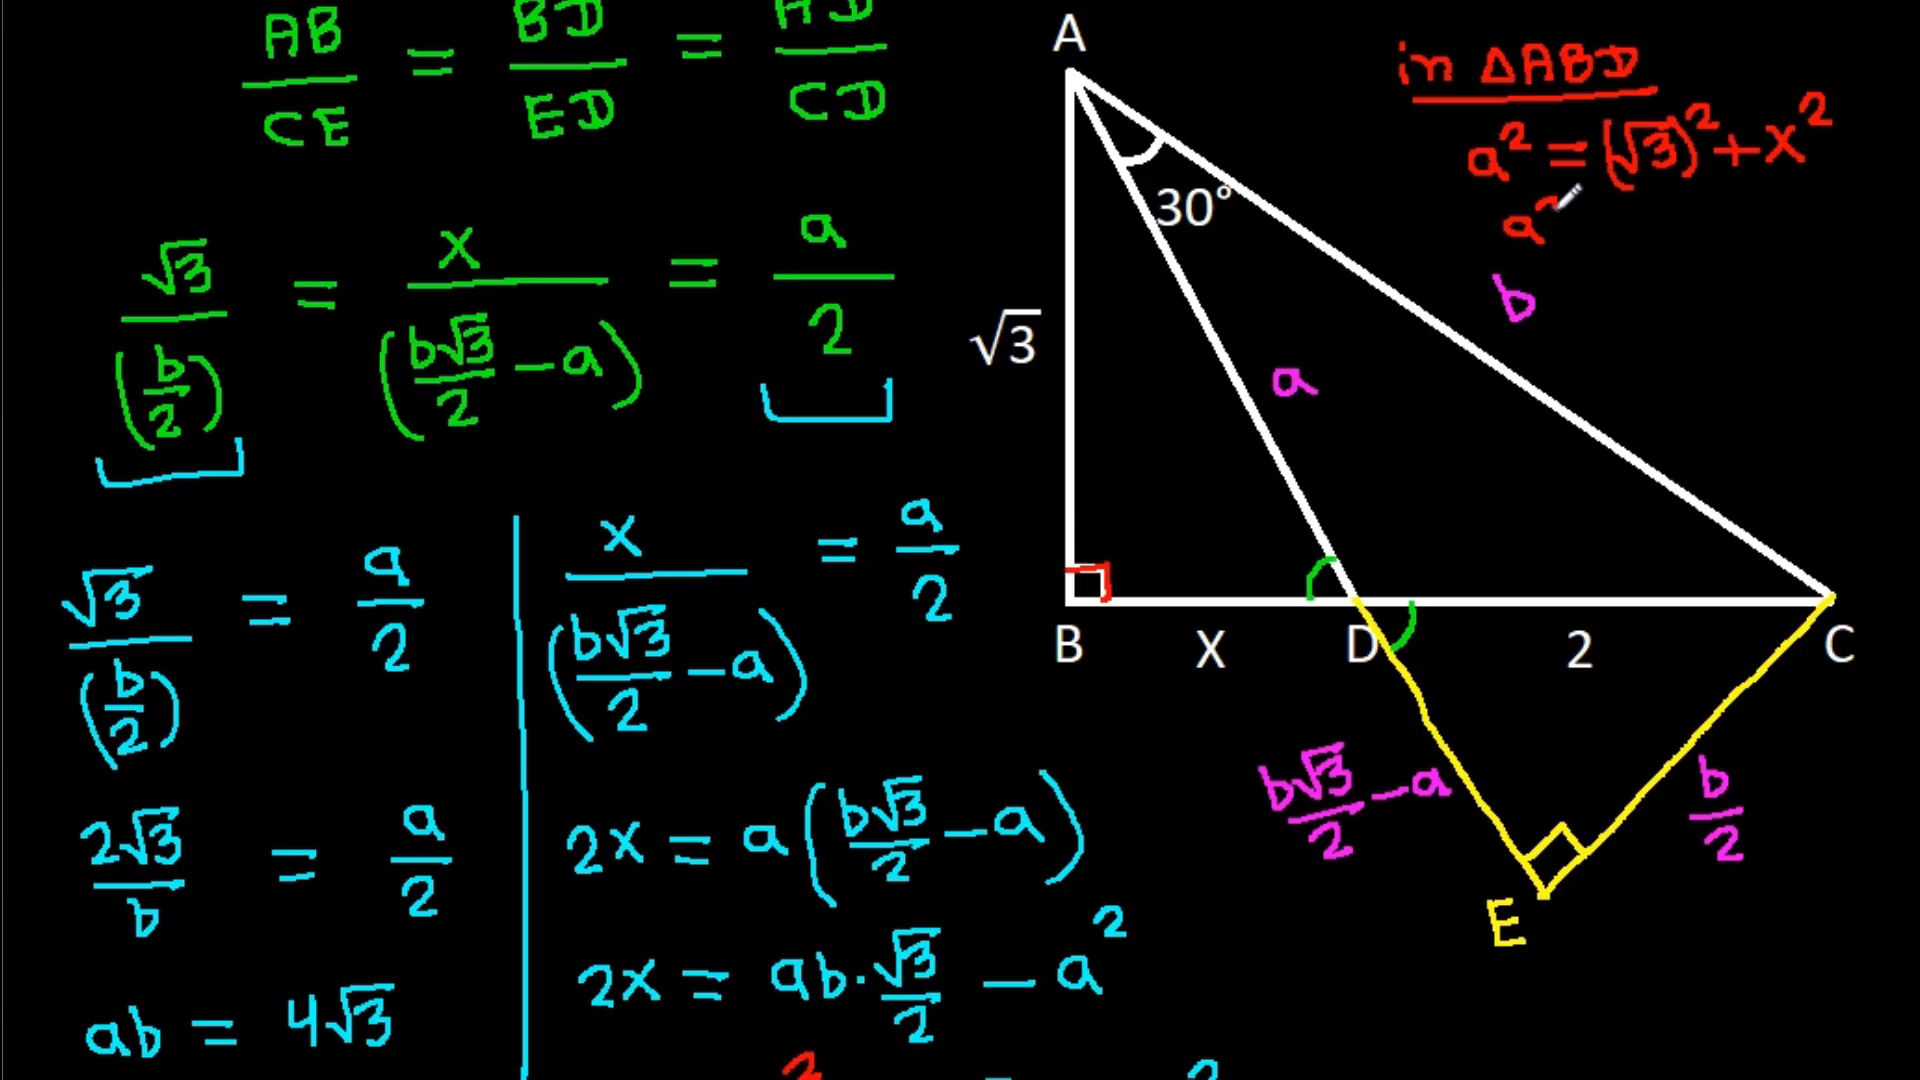 AB/CE = BD/ED = AD/CD
√3/(b/2) = x/(b√3/2 - a) = a/2
√3/(b/2) = a/2
2√3/b = a/2
ab = 4√3
x/(b√3/2 - a) = a/2
2x = a(b√3/2 - a)
2x = ab·√3/2 - a²
A
30°
√3
a
b
B
X
D
2
C
b√3/2 - a
b/2
E
in ΔABD
a² = (√3)² + x²
a²